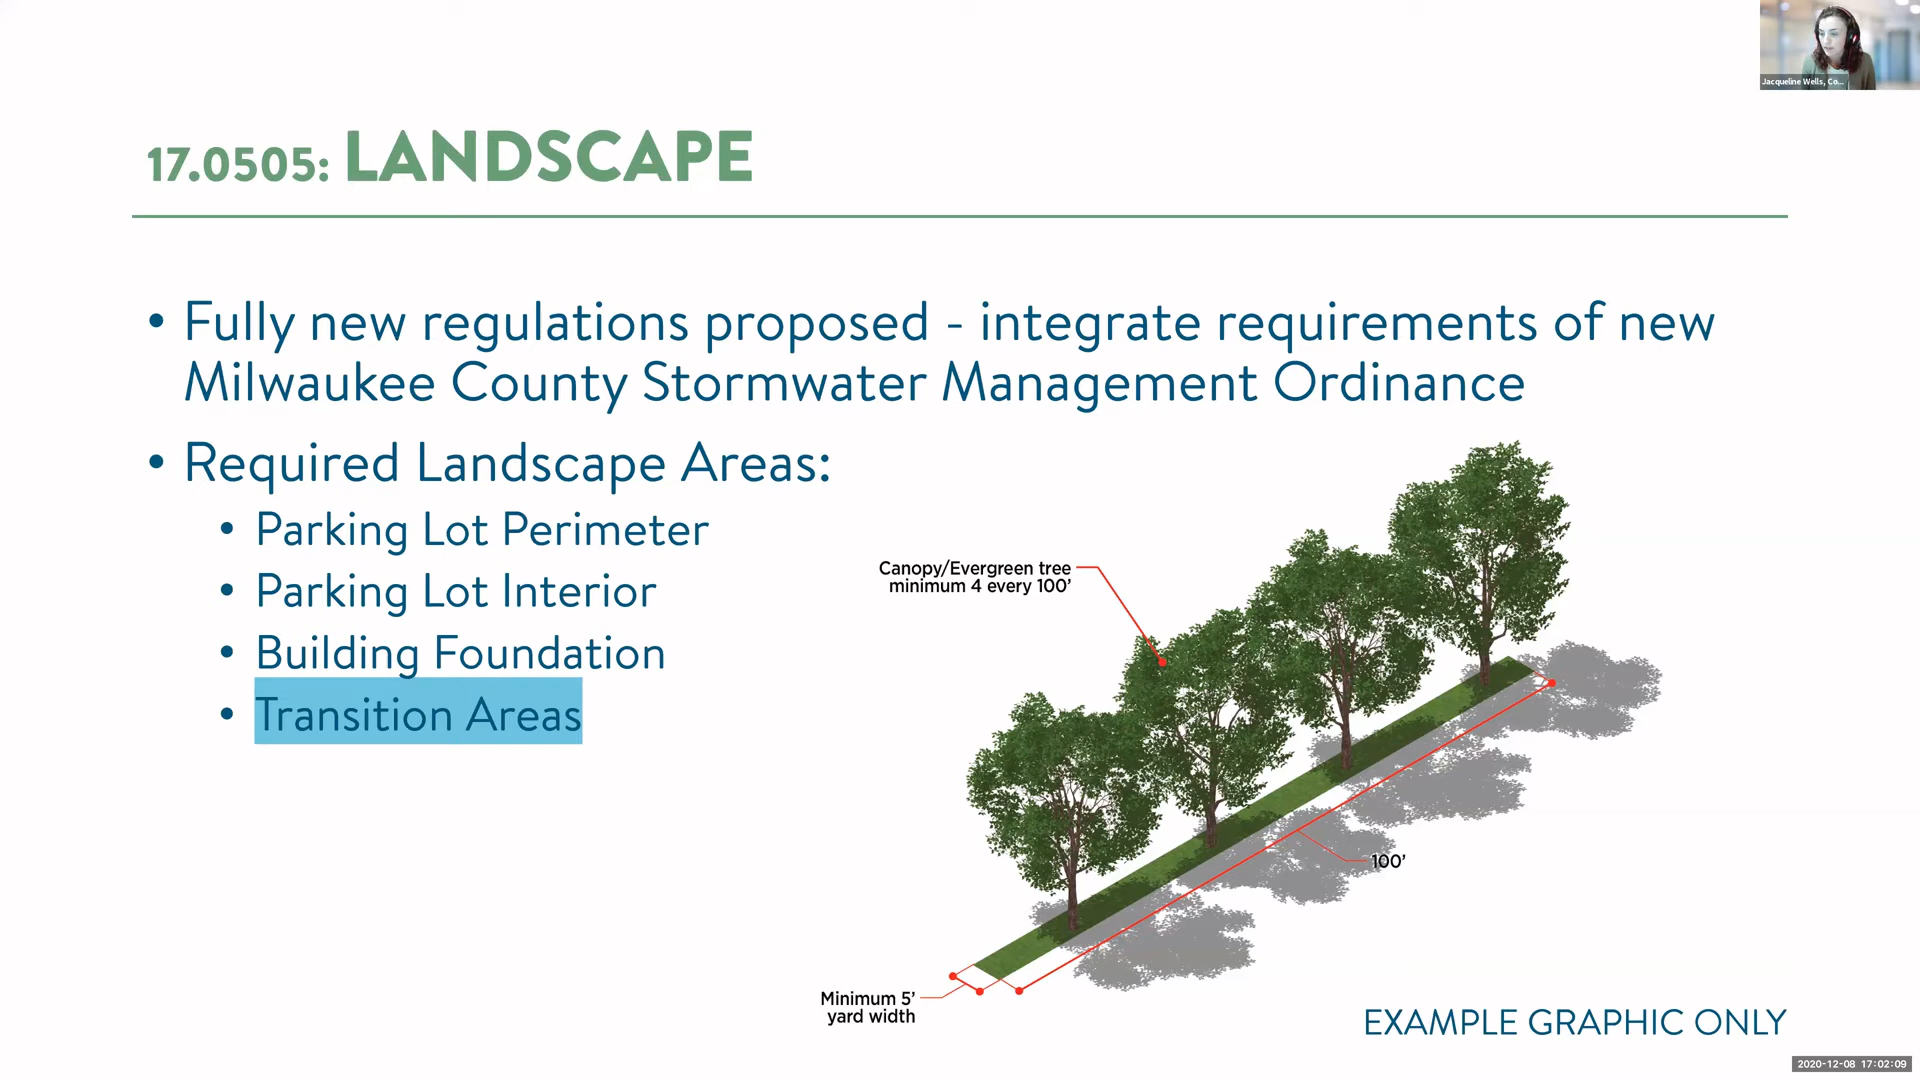 Jacqueline Wells, Co...
17.0505: LANDSCAPE
• Fully new regulations proposed - integrate requirements of new
Milwaukee County Stormwater Management Ordinance
• Required Landscape Areas:
• Parking Lot Perimeter
• Parking Lot Interior
• Building Foundation
• Transition Areas
Canopy/Evergreen tree
minimum 4 every 100’
100’
Minimum 5’
yard width
EXAMPLE GRAPHIC ONLY
2020-12-08 17:02:09